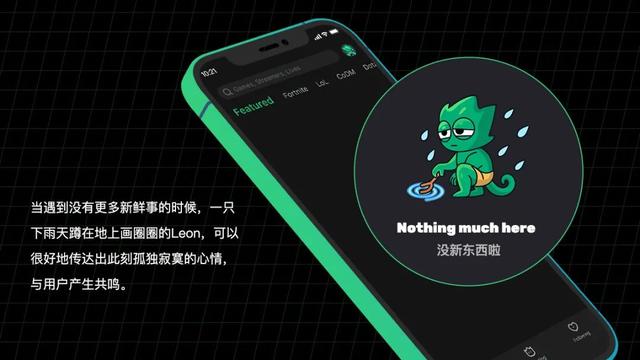 10:21
Games, Streamers, Lives
Featured Fortnite LoL CoDM Dota
Nothing much here
没新东西啦
当遇到没有更多新鲜事的时候，一只
下雨天蹲在地上画圈圈的Leon，可以
很好地传达出此刻孤独寂寞的心情，
与用户产生共鸣。
Following